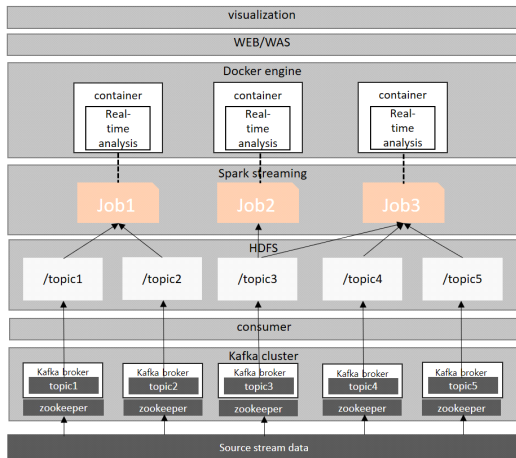 visualization
WEB/WAS
Docker engine
container
Real-
time
analysis
container
Real-
time
analysis
container
Real-
time
analysis
Spark streaming
Job1
Job2
Job3
HDFS
/topic1
/topic2
/topic3
/topic4
/topic5
consumer
Kafka cluster
Kafka broker
topic1
zookeeper
Kafka broker
topic2
zookeeper
Kafka broker
topic3
zookeeper
Kafka broker
topic4
zookeeper
Kafka broker
topic5
zookeeper
Source stream data